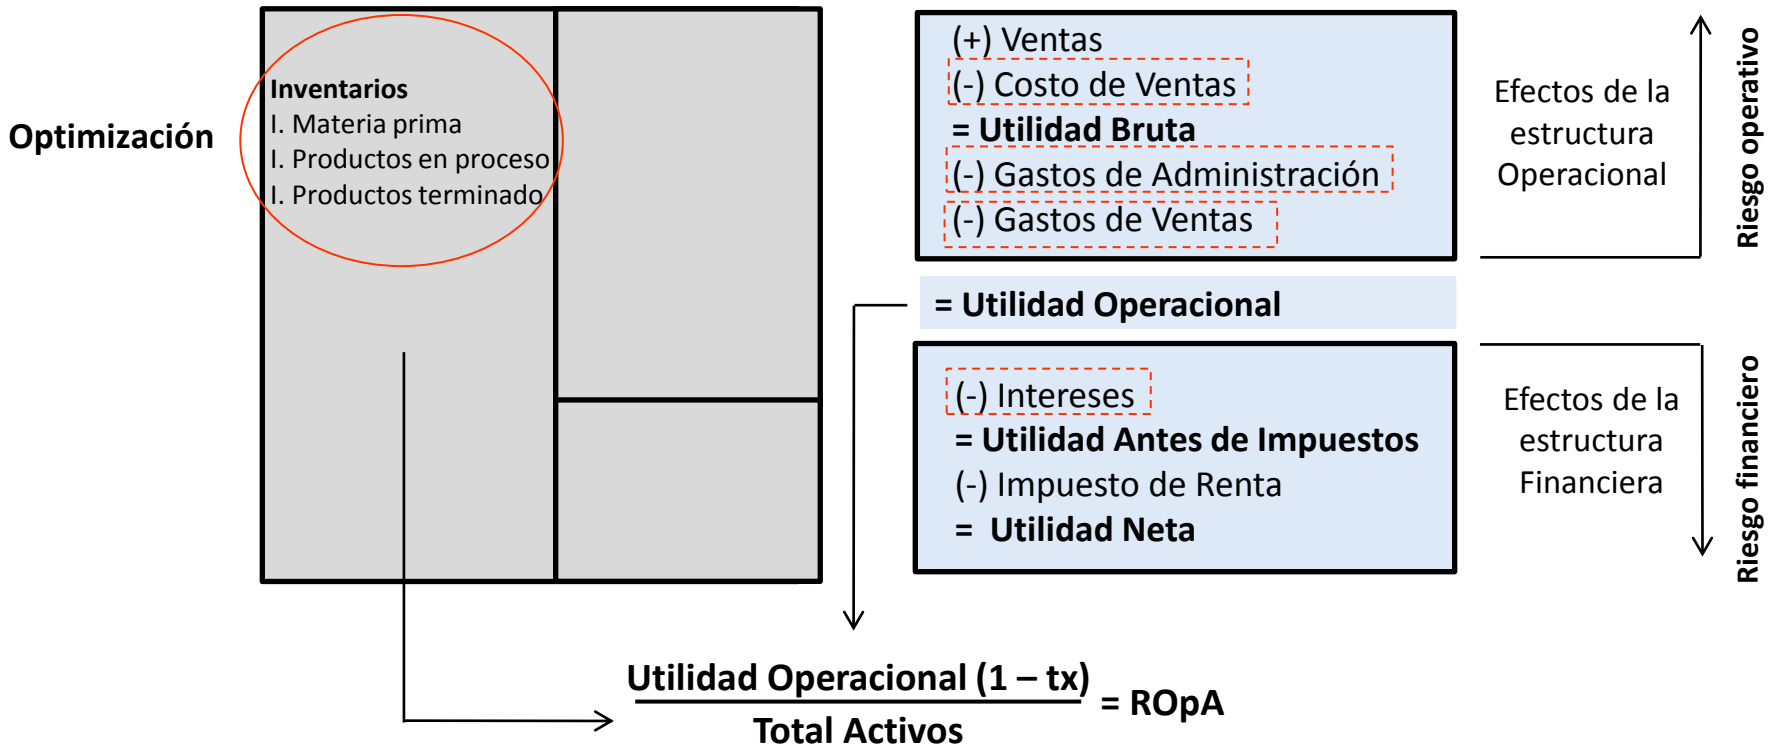 Optimización
Inventarios
I. Materia prima
I. Productos en proceso
I. Productos terminado
(+) Ventas
(-) Costo de Ventas
= Utilidad Bruta
(-) Gastos de Administración
(-) Gastos de Ventas
= Utilidad Operacional
(-) Intereses
= Utilidad Antes de Impuestos
(-) Impuesto de Renta
= Utilidad Neta
Efectos de la
estructura
Operacional
Riesgo operativo
Efectos de la
estructura
Financiera
Riesgo financiero
Utilidad Operacional (1 – tx)
Total Activos
= ROpA